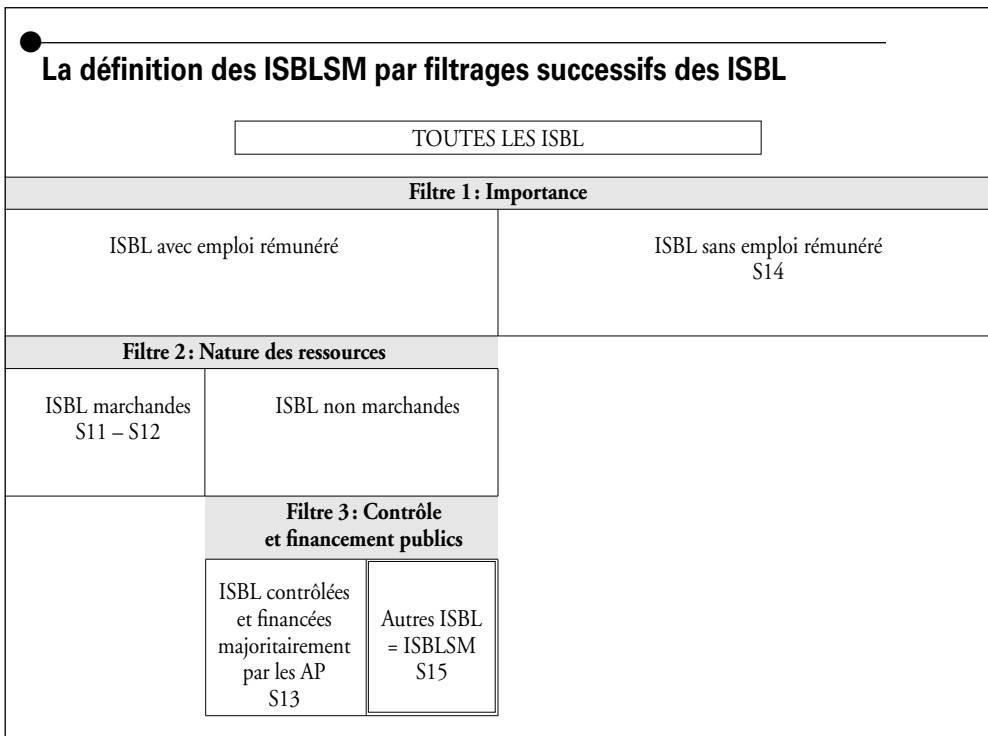 La définition des ISBLSM par filtrages successifs des ISBL
TOUTES LES ISBL
Filtre 1 : Importance
ISBL avec emploi rémunéré
ISBL sans emploi rémunéré
S14
Filtre 2 : Nature des ressources
ISBL marchandes
S11 – S12
ISBL non marchandes
Filtre 3 : Contrôle
et financement publics
ISBL contrôlées
et financées
majoritairement
par les AP
S13
Autres ISBL
= ISBLSM
S15